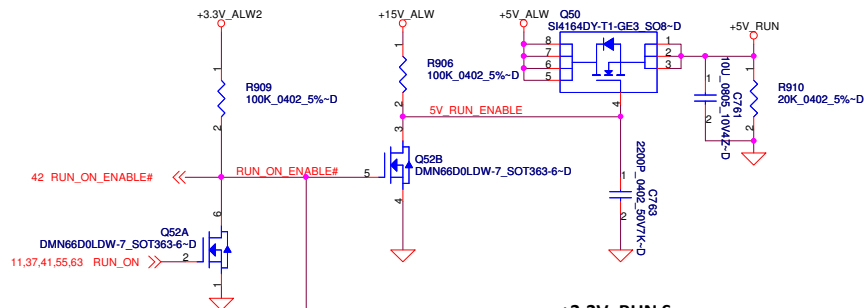 +3.3V_ALW2
+15V_ALW
+5V_ALW
Q50
SI4164DY-T1-GE3_SO8~D
+5V_RUN
8
7
6
5
1
2
3
4
1
R909
100K_0402_5%~D
2
1
R906
100K_0402_5%~D
2
5V_RUN_ENABLE
1
C761
10U_0805_10V4Z~D
2
1
R910
20K_0402_5%~D
2
3
Q52B
DMN66D0LDW-7_SOT363-6~D
5
4
42 RUN_ON_ENABLE#
RUN_ON_ENABLE#
1
C763
2200P_0402_50V7K~D
2
6
Q52A
DMN66D0LDW-7_SOT363-6~D
11,37,41,55,63 RUN_ON
2
1